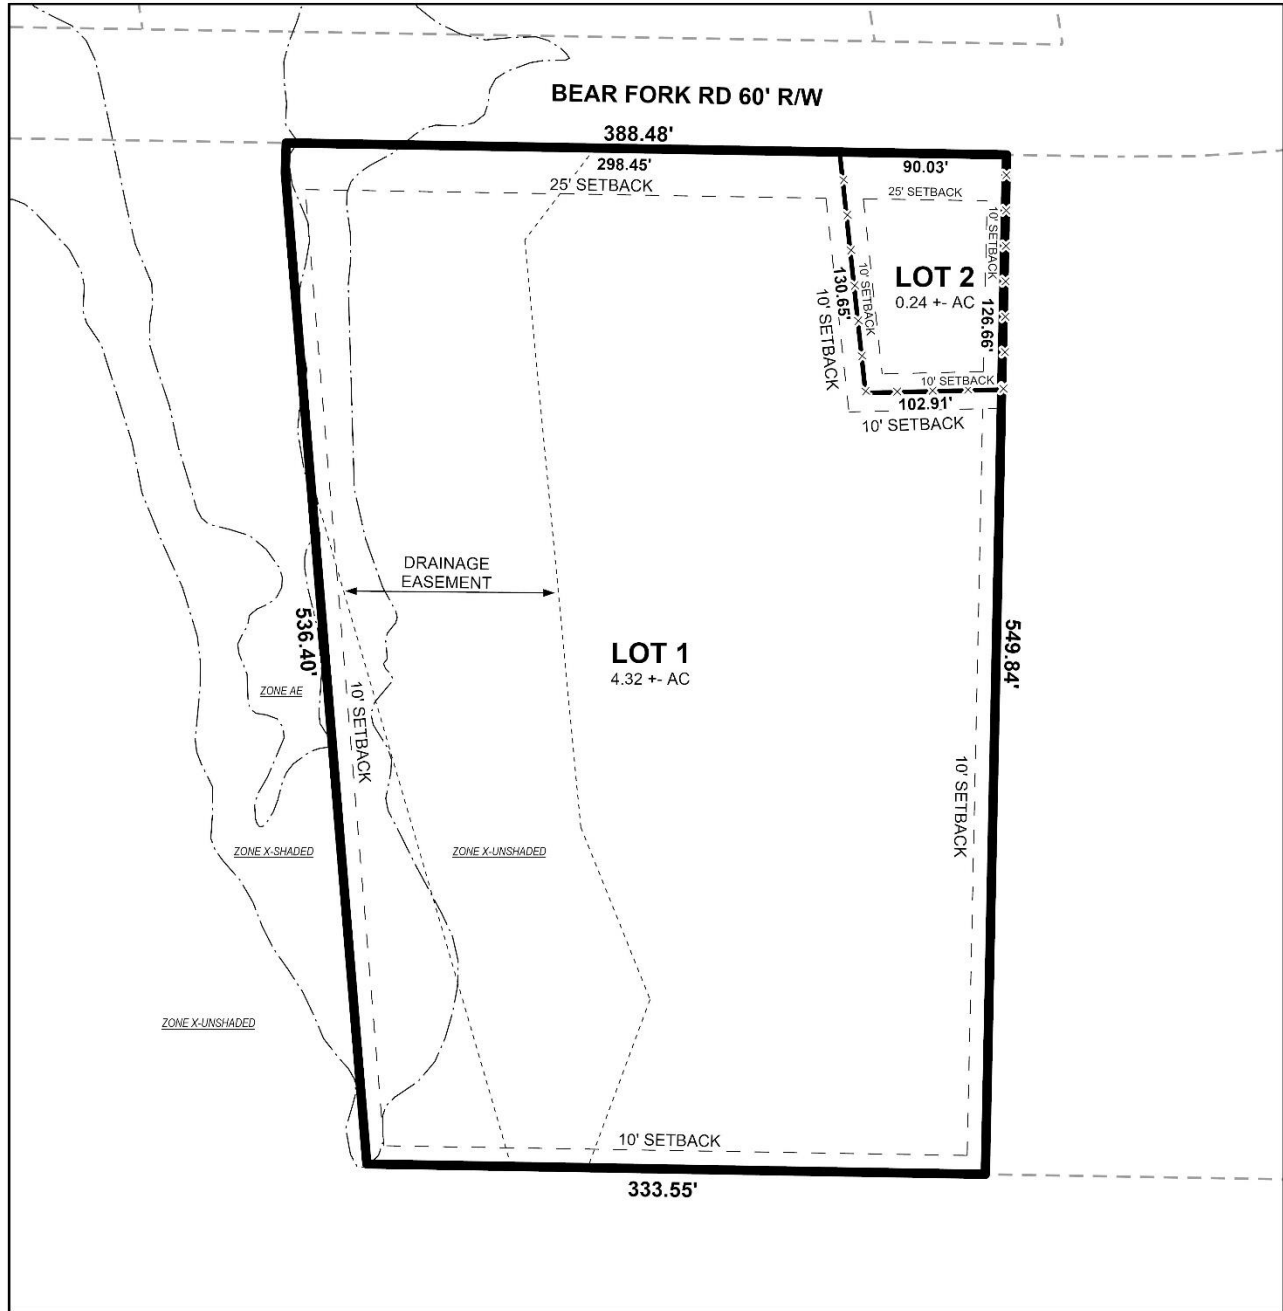 BEAR FORK RD 60' R/W
388.48'
298.45'
90.03'
25' SETBACK
25' SETBACK
10' SETBACK
LOT 2
0.24 +- AC
10' SETBACK
130.65'
10' SETBACK
126.66'
10' SETBACK
102.91'
10' SETBACK
DRAINAGE
EASEMENT
LOT 1
4.32 +- AC
536.40'
549.84'
ZONE AE
10' SETBACK
10' SETBACK
ZONE X-SHADED
ZONE X-UNSHADED
ZONE X-UNSHADED
10' SETBACK
333.55'